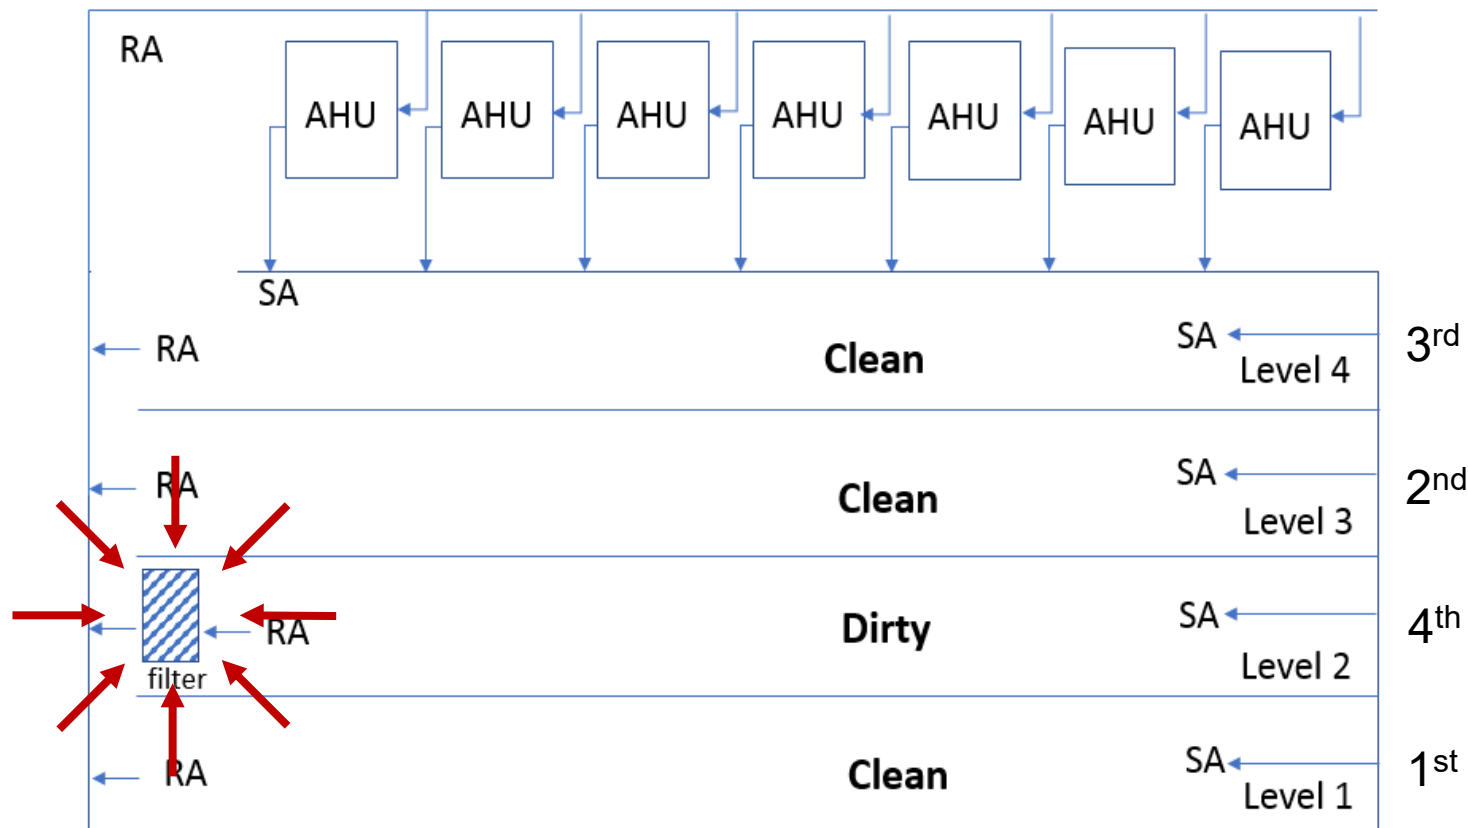 RA
AHU AHU AHU AHU AHU AHU AHU
SA
RA Clean SA 3rd
Level 4
RA Clean SA 2nd
Level 3
RA Dirty SA 4th
filter Level 2
RA Clean SA 1st
Level 1